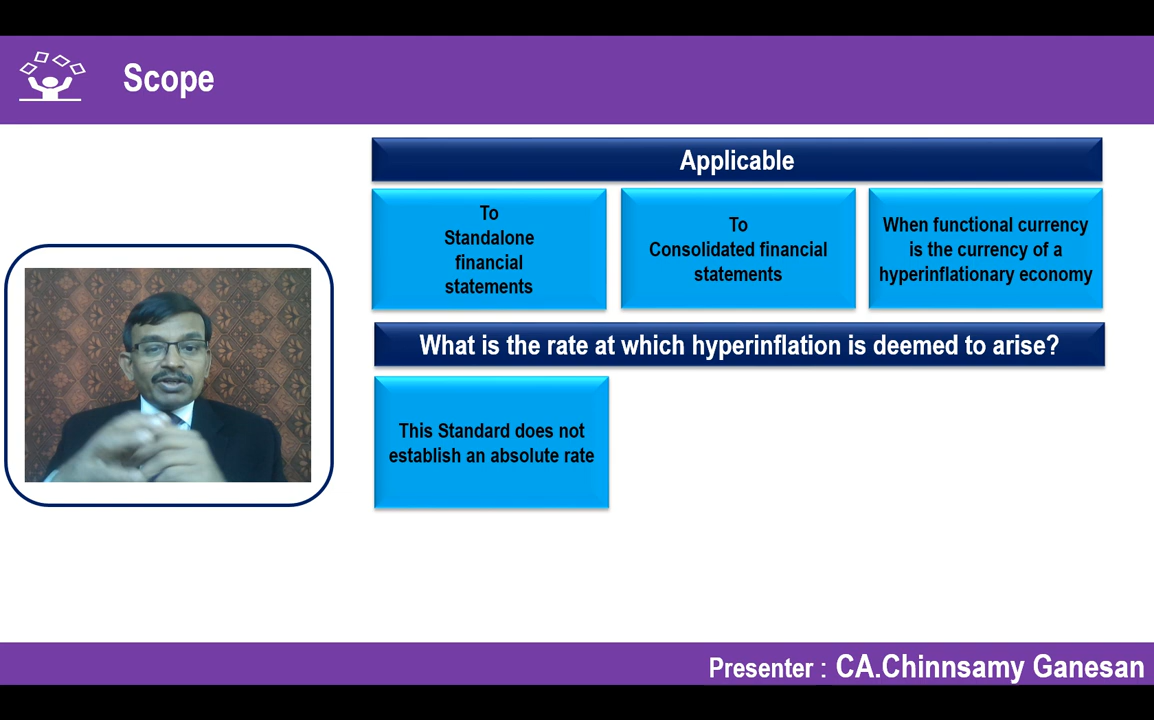 Scope
Applicable
To
Standalone
financial
statements
To
Consolidated financial
statements
When functional currency
is the currency of a
hyperinflationary economy
What is the rate at which hyperinflation is deemed to arise?
This Standard does not
establish an absolute rate
Presenter : CA.Chinnsamy Ganesan